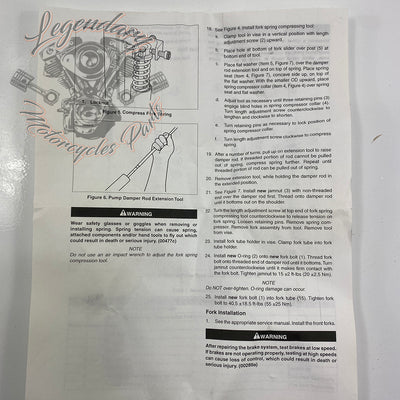 Legendary
Motorcycles Parts
5. Locknut
Figure 5. Compress Fork Spring
Figure 6. Pump Damper Rod Extension Tool
WARNING
Wear safety glasses or goggles when removing or
installing spring. Spring tension can cause spring,
attached components and/or hand tools to fly out which
could result in death or serious injury. (00477c)
NOTE
Do not use an air impact wrench to adjust the fork spring
compression tool.
18. See Figure 4. Install fork spring compressing tool:
a. Clamp tool in vise in a vertical position with length
adjustment screw (2) upward.
b. Place hole at bottom of fork slider over post (5) at
bottom end of tool.
c. Place flat washer (item 5, Figure 7), over the damper
rod extension tool and on top of spring. Place spring
seat (item 4, Figure 7), concave side up, on top of
the flat washer. With the smaller OD upward, place
spring compressor collar (item 4, Figure 4) over spring
seat and flat washer.
d. Adjust tool as necessary until three retaining pins (3)
engage blind holes in spring compressor collar (4).
Turn length adjustment screw counterclockwise to
lengthen and clockwise to shorten.
e. Turn retaining pins as necessary to lock position of
spring compressor collar.
f. Turn length adjustment screw clockwise to compress
spring.
19. After a number of turns, pull up on extension tool to raise
damper rod. If threaded portion of rod cannot be pulled
out of spring, compress spring further. Repeat until
threaded portion of rod can be pulled out of spring.
20. Remove extension tool, while holding the damper rod in
the extended position.
21. See Figure 7. Install new jamnut (3) with non-threaded
end over the damper rod first. Thread onto damper rod
until it bottoms out on the shoulder.
22. Turn the length adjustment screw at top end of fork spring
compressing tool counterclockwise to release tension on
fork spring. Loosen retaining pins. Remove spring com-
pressor. Remove fork assembly from tool. Remove tool
from vise.
23. Install fork tube holder in vise. Clamp fork tube into fork
tube holder.
24. Install new O-ring (2) onto new fork bolt (1). Thread fork
bolt onto threaded end of damper rod until it bottoms. Turn
jamnut counterclockwise until it makes firm contact with
the fork bolt. Tighten jamnut to 15 ±2 ft-lbs (20 ±2.5 Nm).
NOTE
Do NOT over-tighten. O-ring damage can occur.
25. Install new fork bolt (1) into fork tube (15). Tighten fork
bolt to 40.5 ±18.5 ft-lbs (55 ±25 Nm).
Fork Installation
1. See the appropriate service manual. Install the front forks.
WARNING
After repairing the brake system, test brakes at low speed.
If brakes are not operating properly, testing at high speeds
can cause loss of control, which could result in death or
serious injury. (00289a)